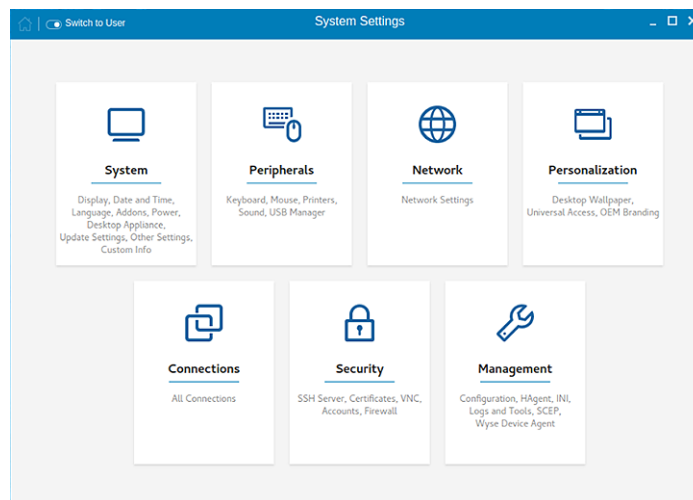 Switch to User
System Settings
System
Display, Date and Time,
Language, Addons, Power,
Desktop Appliance,
Update Settings, Other Settings,
Custom Info
Peripherals
Keyboard, Mouse, Printers,
Sound, USB Manager
Network
Network Settings
Personalization
Desktop Wallpaper,
Universal Access, OEM Branding
Connections
All Connections
Security
SSH Server, Certificates, VNC,
Accounts, Firewall
Management
Configuration, HAgent, INI,
Logs and Tools, SCEP,
Wyse Device Agent